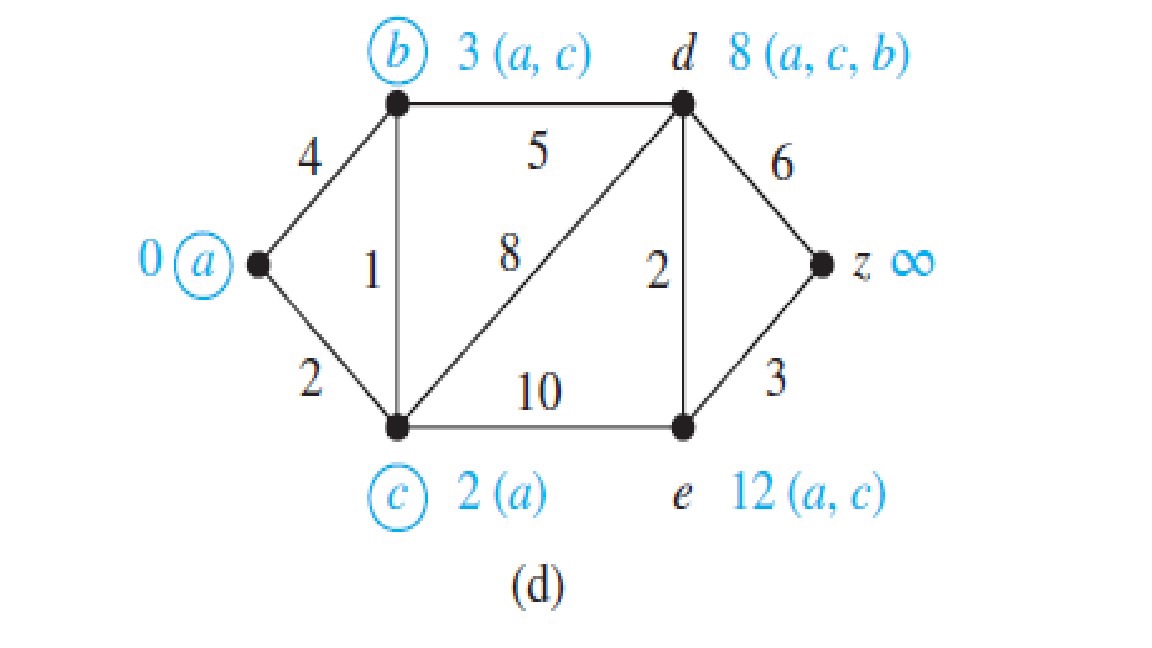 b 3 (a, c) d 8 (a, c, b)
4 5 6
0 a 1 8 2 z ∞
2 10 3
c 2 (a) e 12 (a, c)
(d)